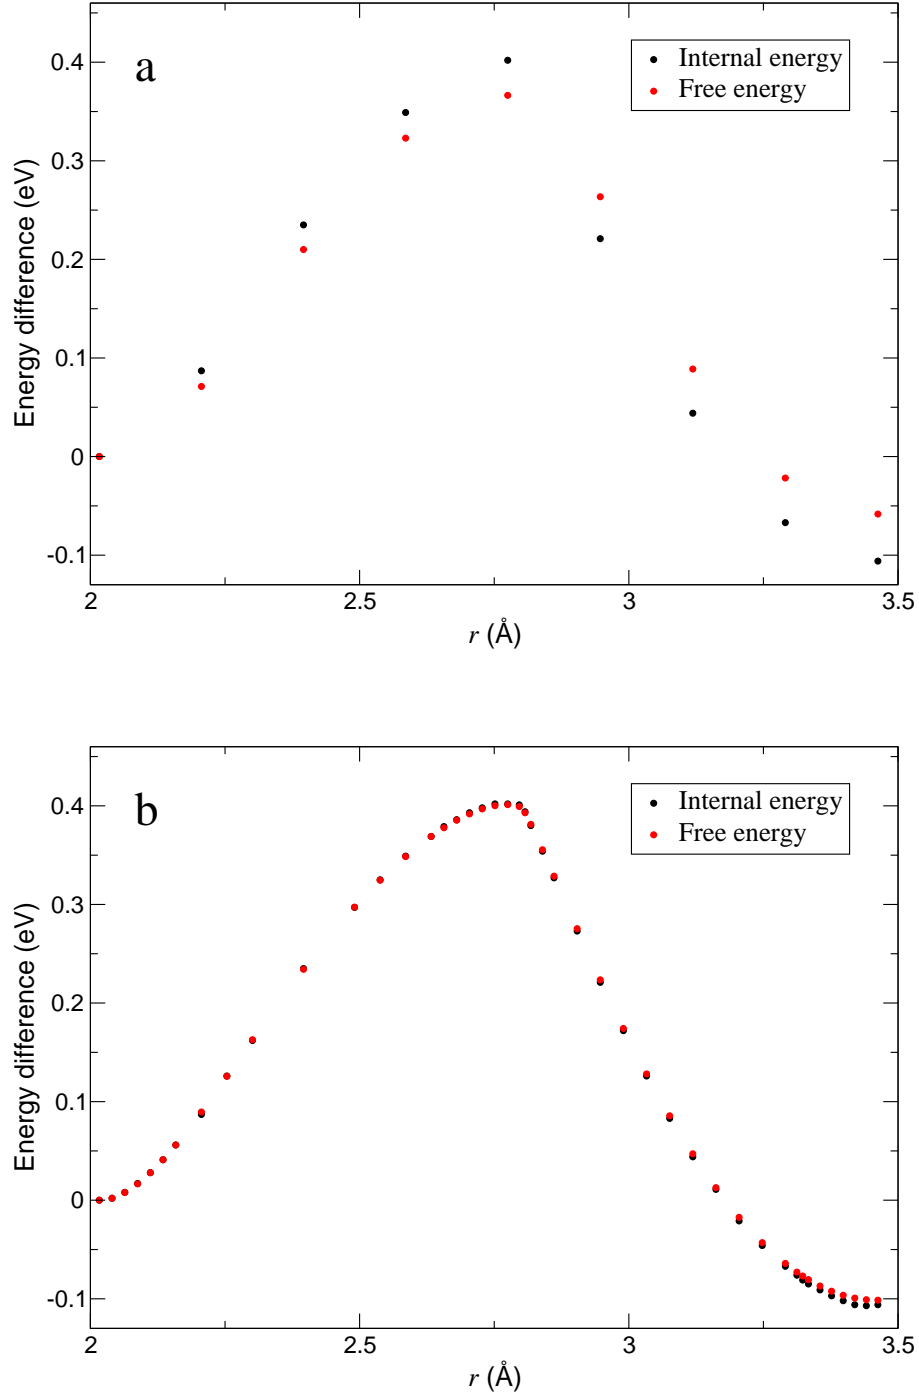 a
Internal energy
Free energy
0.4
0.3
0.2
0.1
0
-0.1
Energy difference (eV)
2
2.5
3
3.5
r (Å)
b
Internal energy
Free energy
0.4
0.3
0.2
0.1
0
-0.1
Energy difference (eV)
2
2.5
3
3.5
r (Å)